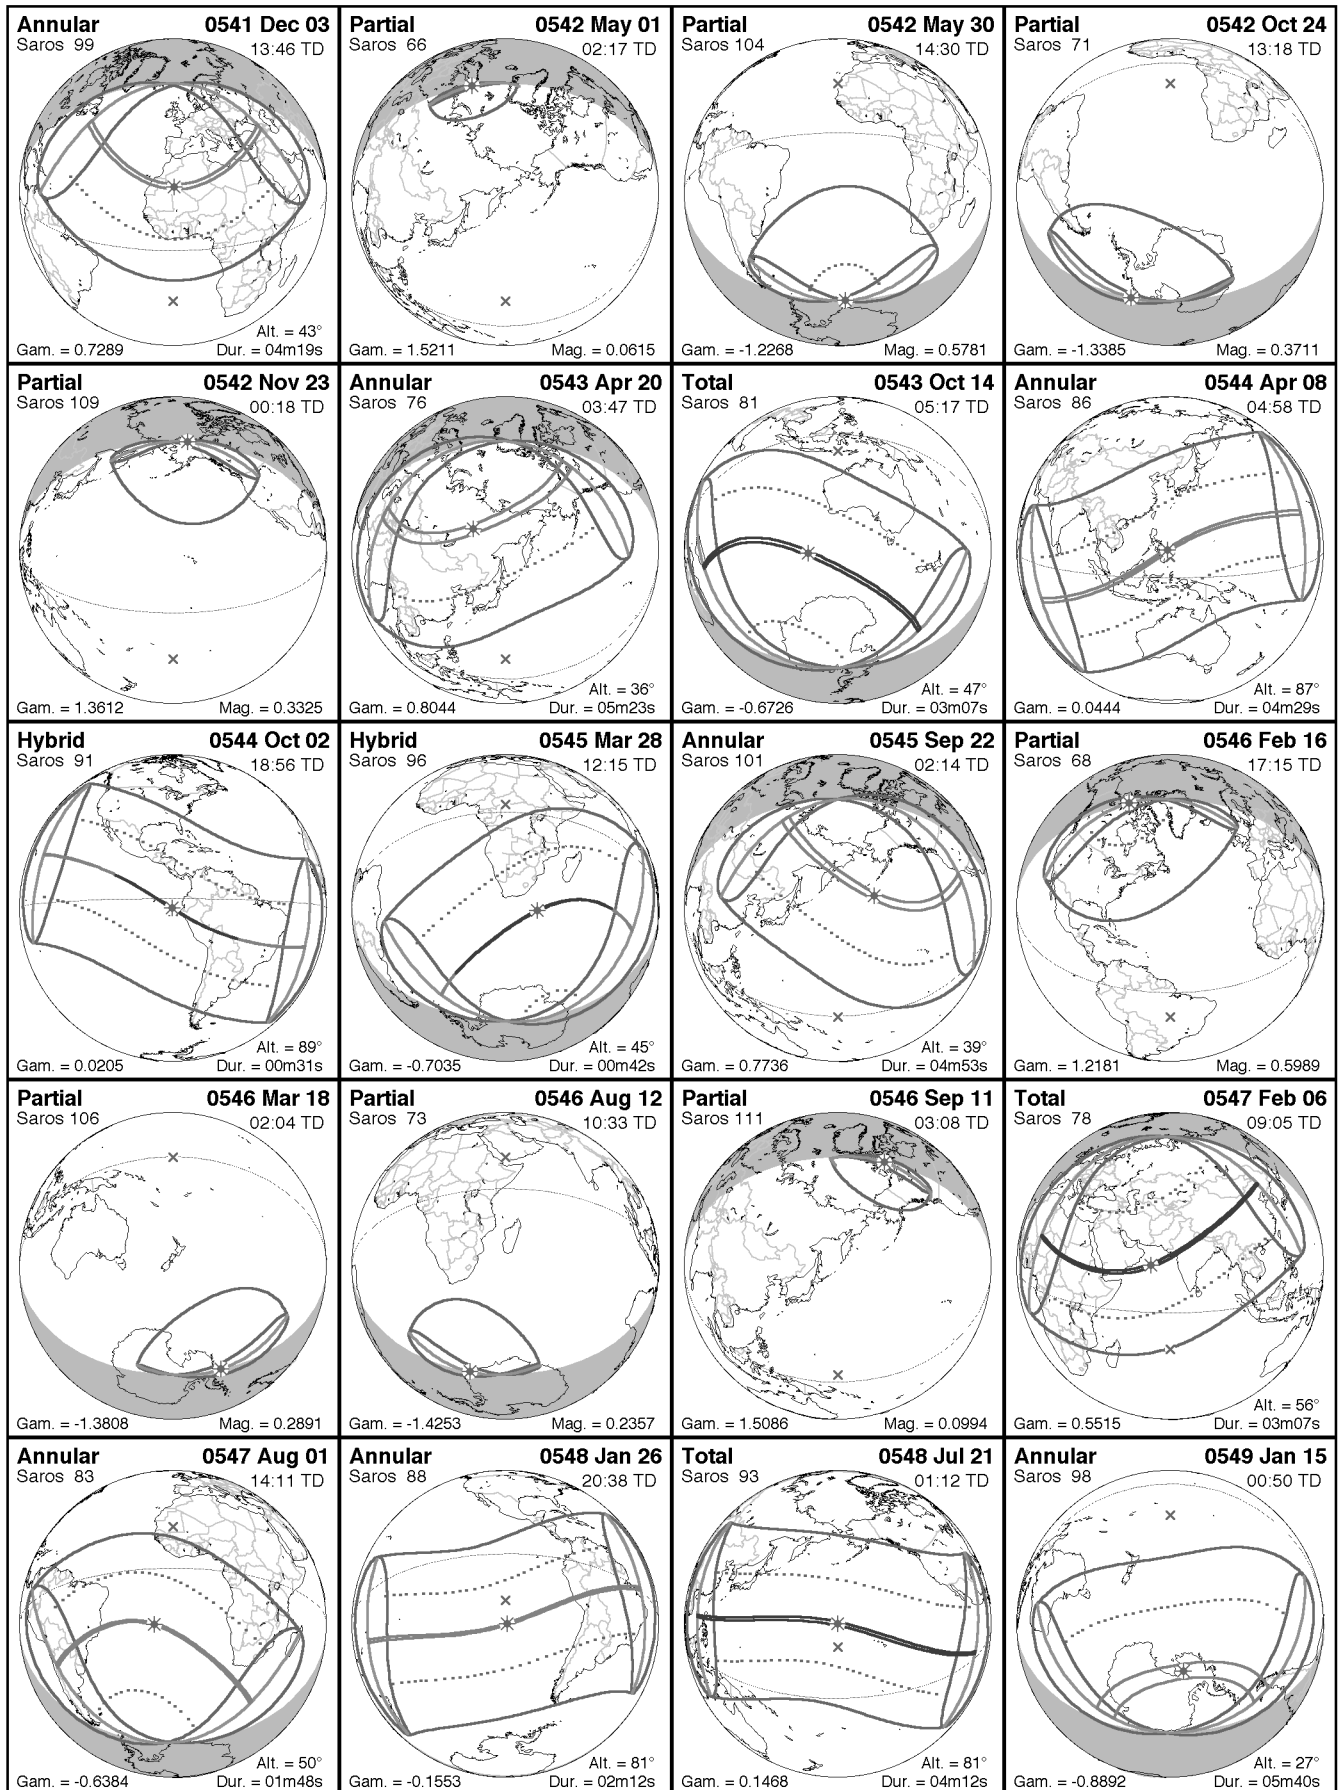 Annular 0541 Dec 03
Saros 99 13:46 TD
Alt. = 43°
Gam. = 0.7289 Dur. = 04m19s
Partial 0542 May 01
Saros 66 02:17 TD
Gam. = 1.5211 Mag. = 0.0615
Partial 0542 May 30
Saros 104 14:30 TD
Gam. = -1.2268 Mag. = 0.5781
Partial 0542 Oct 24
Saros 71 13:18 TD
Gam. = -1.3385 Mag. = 0.3711
Partial 0542 Nov 23
Saros 109 00:18 TD
Gam. = 1.3612 Mag. = 0.3325
Annular 0543 Apr 20
Saros 76 03:47 TD
Alt. = 36°
Gam. = 0.8044 Dur. = 05m23s
Total 0543 Oct 14
Saros 81 05:17 TD
Alt. = 47°
Gam. = -0.6726 Dur. = 03m07s
Annular 0544 Apr 08
Saros 86 04:58 TD
Alt. = 87°
Gam. = 0.0444 Dur. = 04m29s
Hybrid 0544 Oct 02
Saros 91 18:56 TD
Alt. = 89°
Gam. = 0.0205 Dur. = 00m31s
Hybrid 0545 Mar 28
Saros 96 12:15 TD
Alt. = 45°
Gam. = -0.7035 Dur. = 00m42s
Annular 0545 Sep 22
Saros 101 02:14 TD
Alt. = 39°
Gam. = 0.7736 Dur. = 04m53s
Partial 0546 Feb 16
Saros 68 17:15 TD
Gam. = 1.2181 Mag. = 0.5989
Partial 0546 Mar 18
Saros 106 02:04 TD
Gam. = -1.3808 Mag. = 0.2891
Partial 0546 Aug 12
Saros 73 10:33 TD
Gam. = -1.4253 Mag. = 0.2357
Partial 0546 Sep 11
Saros 111 03:08 TD
Gam. = 1.5086 Mag. = 0.0994
Total 0547 Feb 06
Saros 78 09:05 TD
Alt. = 56°
Gam. = 0.5515 Dur. = 03m07s
Annular 0547 Aug 01
Saros 83 14:11 TD
Alt. = 50°
Gam. = -0.6384 Dur. = 01m48s
Annular 0548 Jan 26
Saros 88 20:38 TD
Alt. = 81°
Gam. = -0.1553 Dur. = 02m12s
Total 0548 Jul 21
Saros 93 01:12 TD
Alt. = 81°
Gam. = 0.1468 Dur. = 04m12s
Annular 0549 Jan 15
Saros 98 00:50 TD
Alt. = 27°
Gam. = -0.8892 Dur. = 05m40s